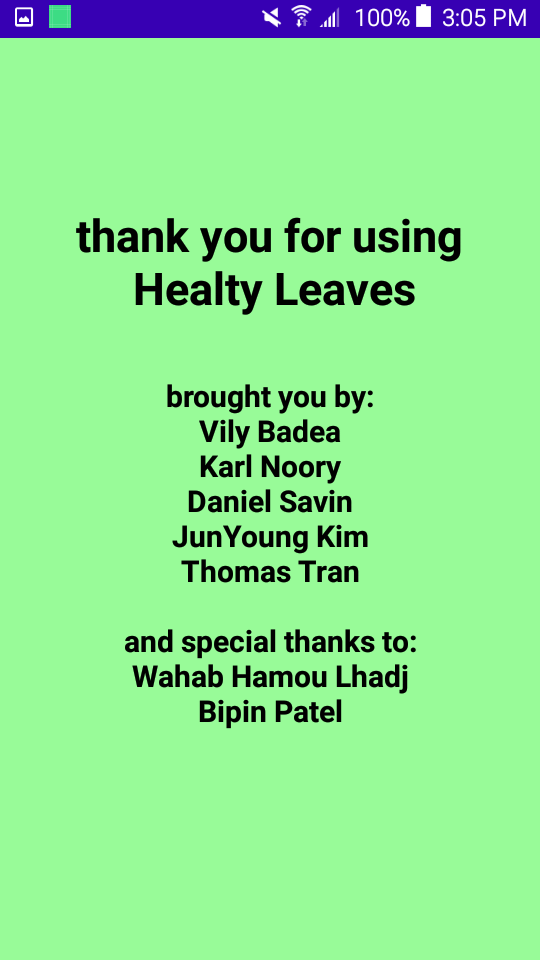 100% 3:05 PM
thank you for using
Healty Leaves
brought you by:
Vily Badea
Karl Noory
Daniel Savin
JunYoung Kim
Thomas Tran
and special thanks to:
Wahab Hamou Lhadj
Bipin Patel